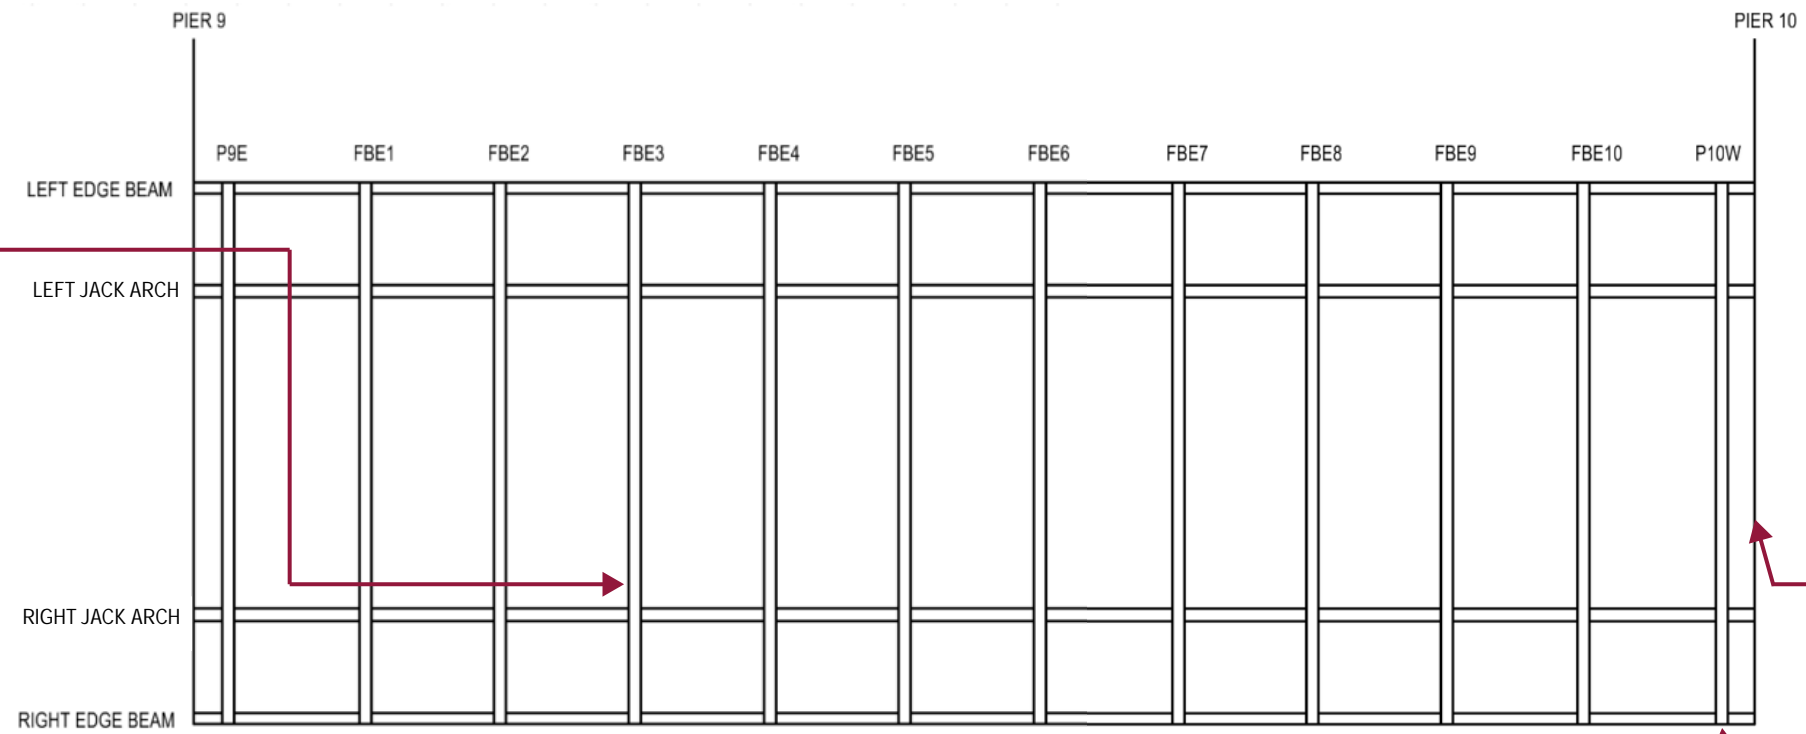 PIER 9
PIER 10
P9E FBE1 FBE2 FBE3 FBE4 FBE5 FBE6 FBE7 FBE8 FBE9 FBE10 P10W
LEFT EDGE BEAM
LEFT JACK ARCH
RIGHT JACK ARCH
RIGHT EDGE BEAM